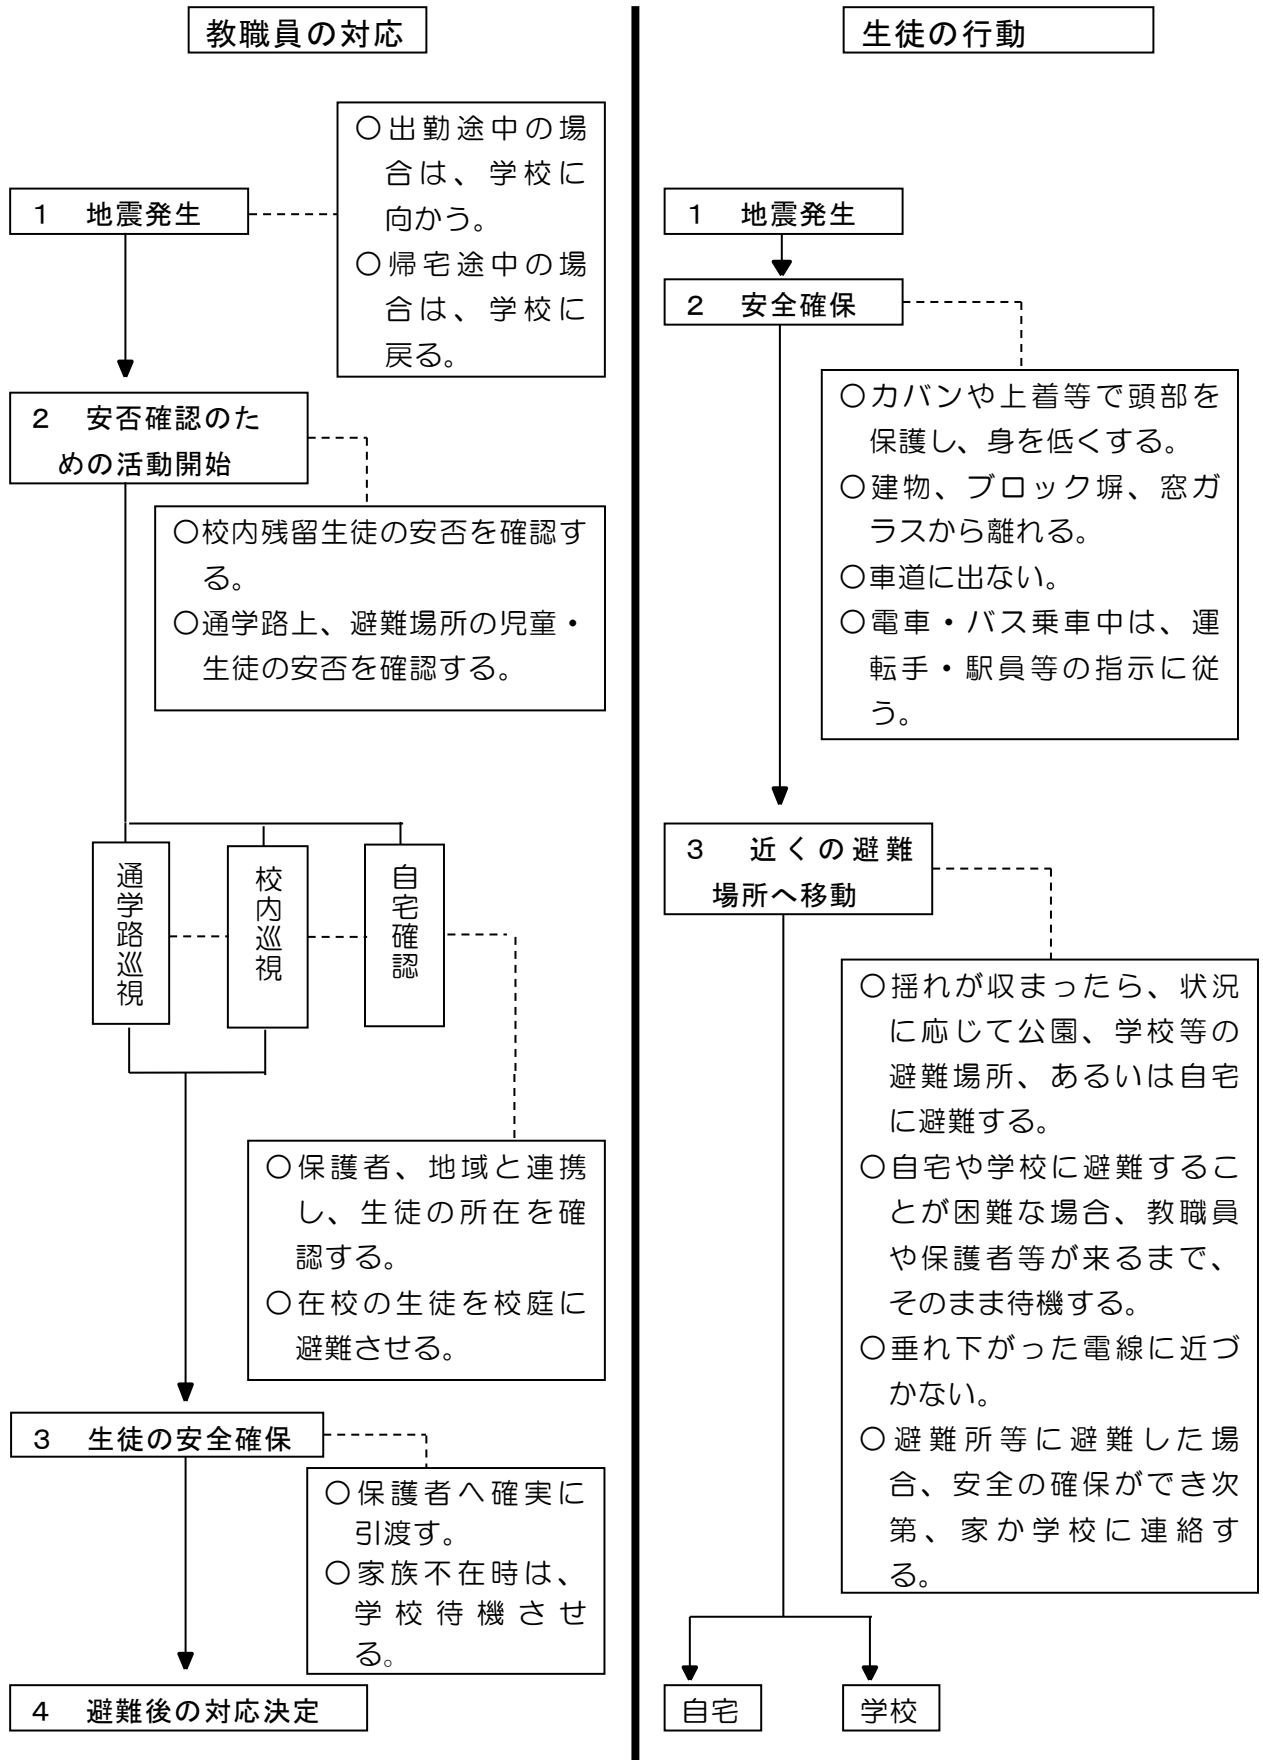 教職員の対応
○出勤途中の場
合は、学校に
向かう。
○帰宅途中の場
合は、学校に
戻る。
1 地震発生
2 安否確認のた
めの活動開始
○校内残留生徒の安否を確認す
る。
○通学路上、避難場所の児童・
生徒の安否を確認する。
通学路巡視
校内巡視
自宅確認
○保護者、地域と連携
し、生徒の所在を確
認する。
○在校の生徒を校庭に
避難させる。
3 生徒の安全確保
○保護者へ確実に
引渡す。
○家族不在時は、
学校待機させ
る。
4 避難後の対応決定
生徒の行動
1 地震発生
2 安全確保
○カバンや上着等で頭部を
保護し、身を低くする。
○建物、ブロック塀、窓ガ
ラスから離れる。
○車道に出ない。
○電車・バス乗車中は、運
転手・駅員等の指示に従
う。
3 近くの避難
場所へ移動
○揺れが収まったら、状況
に応じて公園、学校等の
避難場所、あるいは自宅
に避難する。
○自宅や学校に避難するこ
とが困難な場合、教職員
や保護者等が来るまで、
そのまま待機する。
○垂れ下がった電線に近づ
かない。
○避難所等に避難した場
合、安全の確保ができ次
第、家か学校に連絡す
る。
自宅
学校